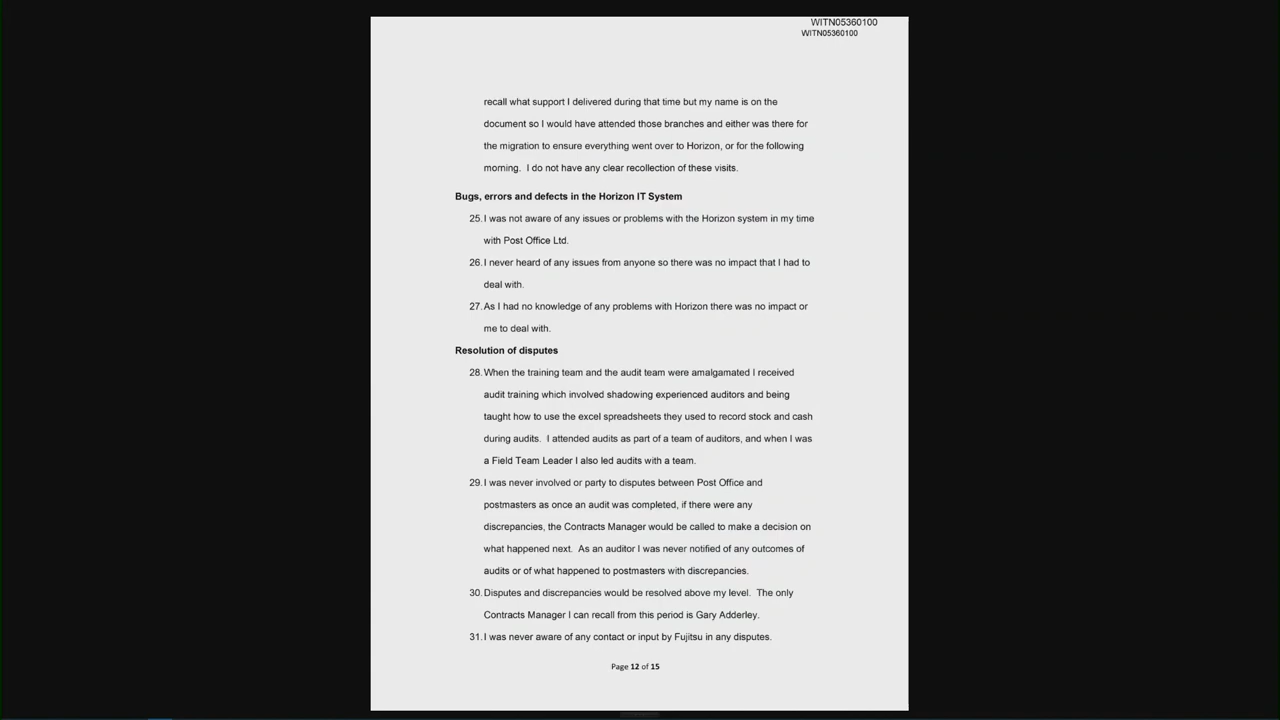 WITN05360100
WITN05360100
recall what support I delivered during that time but my name is on the
document so I would have attended those branches and either was there for
the migration to ensure everything went over to Horizon, or for the following
morning.  I do not have any clear recollection of these visits.
Bugs, errors and defects in the Horizon IT System
25. I was not aware of any issues or problems with the Horizon system in my time
with Post Office Ltd.
26. I never heard of any issues from anyone so there was no impact that I had to
deal with.
27. As I had no knowledge of any problems with Horizon there was no impact or
me to deal with.
Resolution of disputes
28. When the training team and the audit team were amalgamated I received
audit training which involved shadowing experienced auditors and being
taught how to use the excel spreadsheets they used to record stock and cash
during audits.  I attended audits as part of a team of auditors, and when I was
a Field Team Leader I also led audits with a team.
29. I was never involved or party to disputes between Post Office and
postmasters as once an audit was completed, if there were any
discrepancies, the Contracts Manager would be called to make a decision on
what happened next.  As an auditor I was never notified of any outcomes of
audits or of what happened to postmasters with discrepancies.
30. Disputes and discrepancies would be resolved above my level.  The only
Contracts Manager I can recall from this period is Gary Adderley.
31. I was never aware of any contact or input by Fujitsu in any disputes.
Page 12 of 15